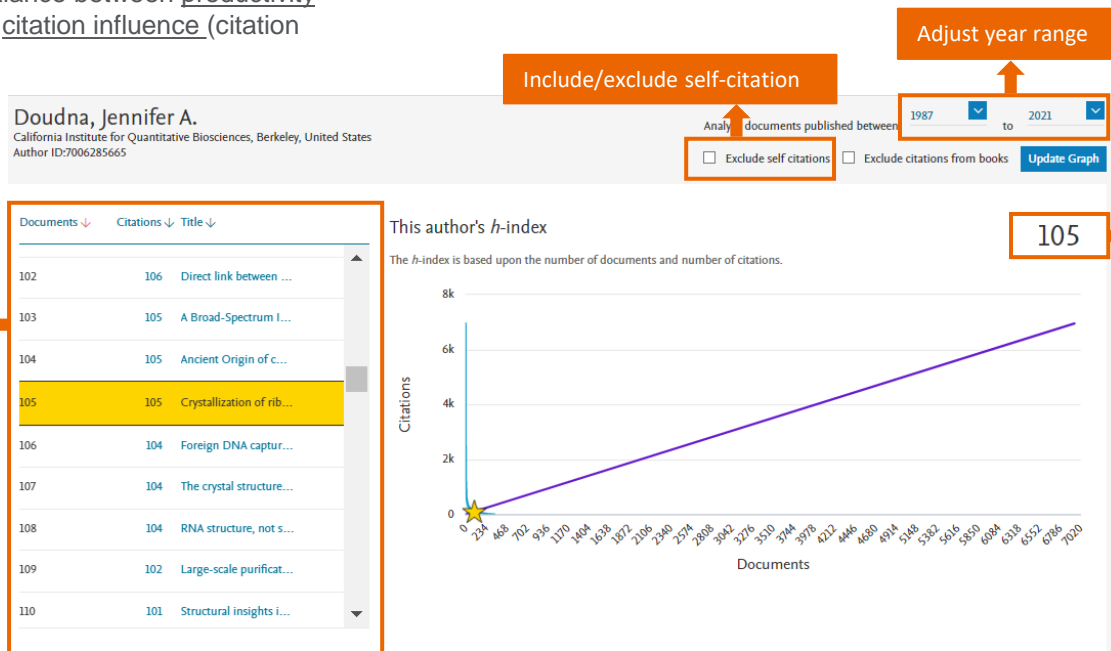 between productivity
citation influence (citation
Adjust year range
Include/exclude self-citation
Doudna, Jennifer A.
California Institute for Quantitative Biosciences, Berkeley, United States
Author ID:7006285665
documents published between 1987 to 2021
Exclude self citations Exclude citations from books Update Graph
Documents Citations Title
102 106 Direct link between ...
103 105 A Broad-Spectrum I...
104 105 Ancient Origin of c...
105 105 Crystallization of rib...
106 104 Foreign DNA captur...
107 104 The crystal structure...
108 104 RNA structure, not s...
109 102 Large-scale purificat...
110 101 Structural insights i...
This author's h-index
105
The h-index is based upon the number of documents and number of citations.
8k
6k
4k
2k
0
Citations
0 234 468 702 936 1170 1404 1638 1872 2106 2340 2574 2808 3042 3276 3510 3744 3978 4212 4446 4680 4914 5148 5382 5616 5850 6084 6318 6552 6786 7020
Documents